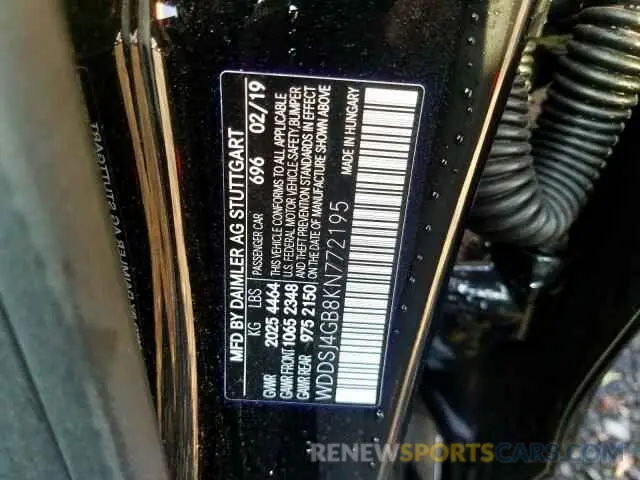 MFD BY DAIMLER AG STUTTGART
PASSENGER CAR 696 02/19
KG LBS
GVWR 2025 4464
GAWR FRONT 1065 2348
GAWR REAR 975 2150
THIS VEHICLE CONFORMS TO ALL APPLICABLE
U.S. FEDERAL MOTOR VEHICLE SAFETY, BUMPER
AND THEFT PREVENTION STANDARDS IN EFFECT
ON THE DATE OF MANUFACTURE SHOWN ABOVE
WDDSJ4GB8KN772195 MADE IN HUNGARY
RENEWSPORTSCARS.COM